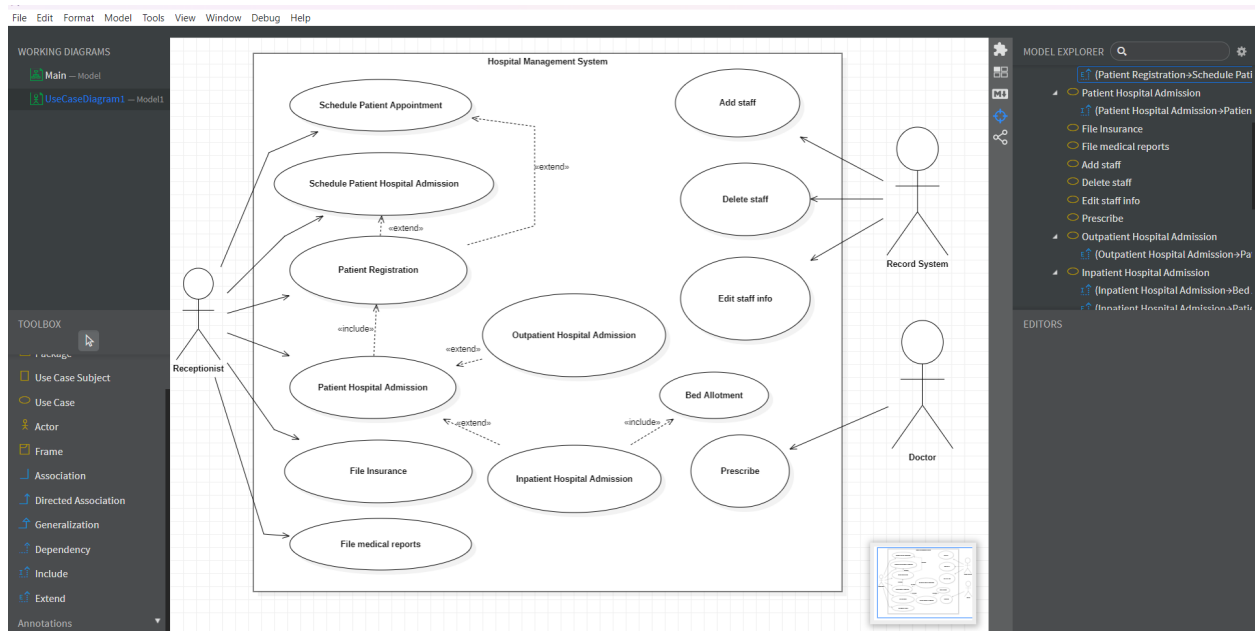 File Edit Format Model Tools View Window Debug Help
WORKING DIAGRAMS
Main — Model
UseCaseDiagram1 — Model1
TOOLBOX
Package
Use Case Subject
Use Case
Actor
Frame
Association
Directed Association
Generalization
Dependency
Include
Extend
Annotations
Hospital Management System
Schedule Patient Appointment
«extend»
Schedule Patient Hospital Admission
«extend»
Patient Registration
«include»
Outpatient Hospital Admission
«extend»
Patient Hospital Admission
Bed Allotment
«extend»
«include»
File Insurance
Inpatient Hospital Admission
Prescribe
File medical reports
Receptionist
Add staff
Delete staff
Edit staff info
Record System
Doctor
MODEL EXPLORER
(Patient Registration→Schedule Pati
Patient Hospital Admission
(Patient Hospital Admission→Patien
File Insurance
File medical reports
Add staff
Delete staff
Edit staff info
Prescribe
Outpatient Hospital Admission
(Outpatient Hospital Admission→Pa
Inpatient Hospital Admission
(Inpatient Hospital Admission→Bed
(Inpatient Hospital Admission→Patie
EDITORS